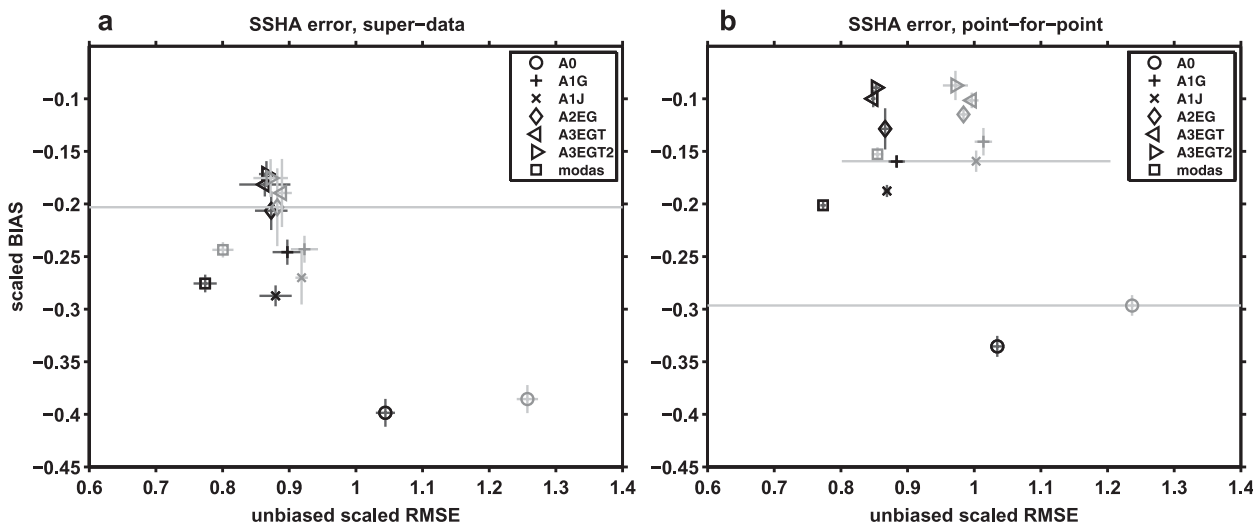 a
SSHA error, super-data
A0
A1G
A1J
A2EG
A3EGT
A3EGT2
modas
scaled BIAS
−0.1
−0.15
−0.2
−0.25
−0.3
−0.35
−0.4
−0.45
0.6 0.7 0.8 0.9 1 1.1 1.2 1.3 1.4
unbiased scaled RMSE
b
SSHA error, point-for-point
A0
A1G
A1J
A2EG
A3EGT
A3EGT2
modas
−0.1
−0.15
−0.2
−0.25
−0.3
−0.35
−0.4
−0.45
0.6 0.7 0.8 0.9 1 1.1 1.2 1.3 1.4
unbiased scaled RMSE